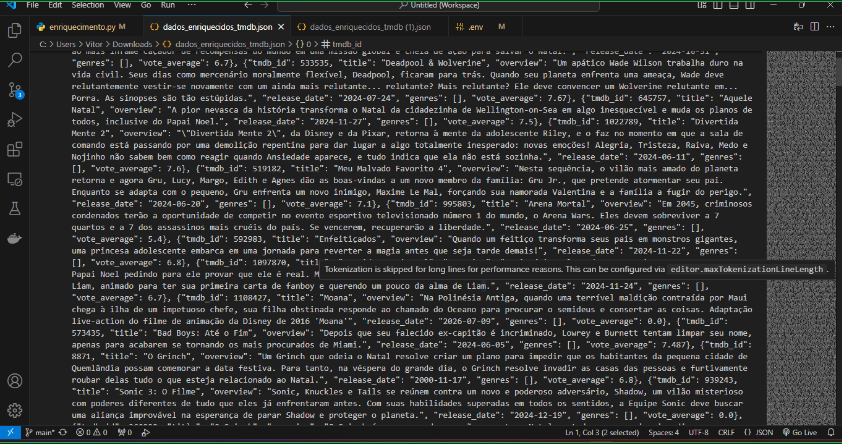 File Edit Selection View Go Run ... Untitled (Workspace)
enriquecimento.py M dados_enriquecidos_tmdb.json dados_enriquecidos_tmdb (1).json .env M
C: > Users > Vitor > Downloads > dados_enriquecidos_tmdb.json > {} 0 > # tmdb_id
ao mais infame caçador de recompensas do mundo em uma missão global e cheia de ação para salvar o Natal.", "release_date": "2024-10-31",
"genres": [], "vote_average": 6.7}, {"tmdb_id": 533535, "title": "Deadpool & Wolverine", "overview": "Um apático Wade Wilson trabalha duro na
vida civil. Seus dias como mercenário moralmente flexível, Deadpool, ficaram para trás. Quando seu planeta enfrenta uma ameaça, Wade deve
relutantemente vestir-se novamente com um ainda mais relutante... relutante? Mais relutante? Ele deve convencer um Wolverine relutante em...
Porra. As sinopses são tão estúpidas.", "release_date": "2024-07-24", "genres": [], "vote_average": 7.67}, {"tmdb_id": 645757, "title": "Aquele
Natal", "overview": "A pior nevasca da história transforma o Natal da cidadezinha de Wellington-on-Sea em algo inesquecível e muda os planos de
todos, inclusive do Papai Noel.", "release_date": "2024-11-27", "genres": [], "vote_average": 7.5}, {"tmdb_id": 1022789, "title": "Divertida
Mente 2", "overview": "\"Divertida Mente 2\", da Disney e da Pixar, retorna à mente da adolescente Riley, e o faz no momento em que a sala de
comando está passando por uma demolição repentina para dar lugar a algo totalmente inesperado: novas emoções! Alegria, Tristeza, Raiva, Medo e
Nojinho não sabem bem como reagir quando Ansiedade aparece, e tudo indica que ela não está sozinha.", "release_date": "2024-06-11", "genres":
[], "vote_average": 7.6}, {"tmdb_id": 519182, "title": "Meu Malvado Favorito 4", "overview": "Nesta sequência, o vilão mais amado do planeta
retorna e agora Gru, Lucy, Margo, Edith e Agnes dão as boas-vindas a um novo membro da família: Gru Jr., que pretende atormentar seu pai.
Enquanto se adapta com o pequeno, Gru enfrenta um novo inimigo, Maxime Le Mal, forçando sua namorada Valentina e a família a fugir do perigo.",
"release_date": "2024-06-20", "genres": [], "vote_average": 7.1}, {"tmdb_id": 995803, "title": "Arena Mortal", "overview": "Em 2045, criminosos
condenados terão a oportunidade de competir no evento esportivo televisionado número 1 do mundo, o Arena Wars. Eles devem sobreviver a 7
quartos e a 7 dos assassinos mais cruéis do país. Se vencerem, recuperarão a liberdade.", "release_date": "2024-06-25", "genres": [],
"vote_average": 5.4}, {"tmdb_id": 592983, "title": "Enfeitiçados", "overview": "Quando um feitiço transforma seus pais em monstros gigantes,
uma princesa adolescente embarca em uma jornada para reverter a magia antes que seja tarde demais!", "release_date": "2024-11-22", "genres":
[], "vote_average": 6.8}, {"tmdb_id": 1097870, "title":
Tokenization is skipped for long lines for performance reasons. This can be configured via editor.maxTokenizationLineLength.
Papai Noel pedindo para ele provar que ele é real.
Liam, animado para ter sua primeira carta de fanboy e querendo um pouco da alma de Liam.", "release_date": "2024-11-24", "genres": [],
"vote_average": 6.7}, {"tmdb_id": 1108427, "title": "Moana", "overview": "Na Polinésia Antiga, quando uma terrível maldição contraída por Maui
chega à ilha de um impetuoso chefe, sua filha obstinada responde ao chamado do Oceano para procurar o semideus e consertar as coisas. Adaptação
live-action do filme de animação da Disney de 2016 'Moana'", "release_date": "2026-07-09", "genres": [], "vote_average": 0.0}, {"tmdb_id":
573435, "title": "Bad Boys: Até o Fim", "overview": "Depois que seu falecido ex-capitão é incriminado, Lowrey e Burnett tentam limpar seu nome,
apenas para acabarem se tornando os mais procurados de Miami.", "release_date": "2024-06-05", "genres": [], "vote_average": 7.487}, {"tmdb_id":
8871, "title": "O Grinch", "overview": "Um Grinch que odeia o Natal resolve criar um plano para impedir que os habitantes da pequena cidade de
Quemlândia possam comemorar a data festiva. Para tanto, na véspera do grande dia, o Grinch resolve invadir as casas das pessoas e furtivamente
roubar delas tudo o que esteja relacionado ao Natal.", "release_date": "2000-11-17", "genres": [], "vote_average": 6.8}, {"tmdb_id": 939243,
"title": "Sonic 3: O Filme", "overview": "Sonic, Knuckles e Tails se reúnem contra um novo e poderoso adversário, Shadow, um vilão misterioso
com poderes diferentes de tudo que eles já enfrentaram antes. Com suas habilidades superadas em todos os sentidos, a Equipe Sonic deve buscar
uma aliança improvável na esperança de parar Shadow e proteger o planeta.", "release_date": "2024-12-19", "genres": [], "vote_average": 0.0},
3
main* 0 0 0 Ln 1, Col 3 (2 selected) Spaces: 4 UTF-8 CRLF {} JSON Go Live